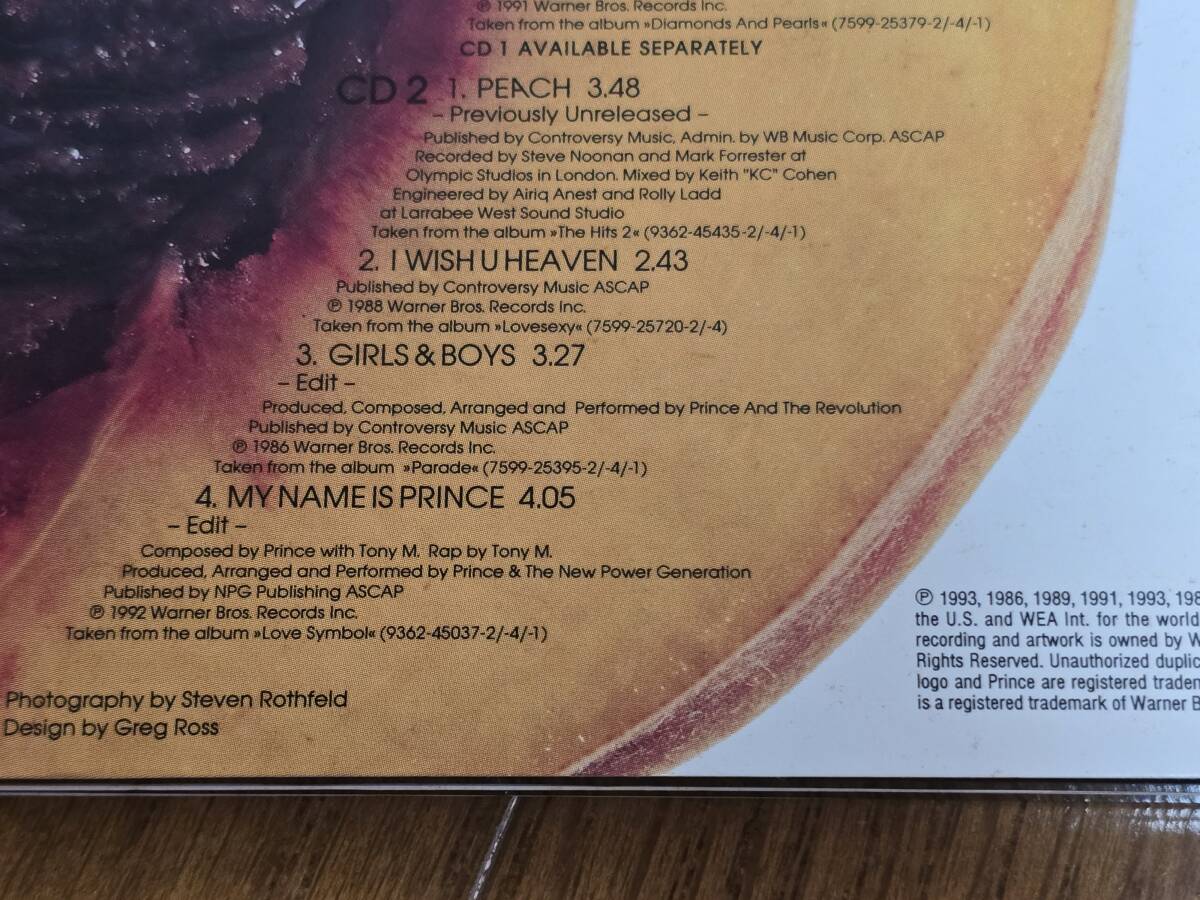 ℗ 1991 Warner Bros. Records Inc.
Taken from the album »Diamonds And Pearls« (7599-25379-2/-4/-1)
CD 1 AVAILABLE SEPARATELY
CD 2 1. PEACH 3.48
– Previously Unreleased –
Published by Controversy Music, Admin. by WB Music Corp. ASCAP
Recorded by Steve Noonan and Mark Forrester at
Olympic Studios in London. Mixed by Keith "KC" Cohen
Engineered by Airiq Anest and Rolly Ladd
at Larrabee West Sound Studio
Taken from the album »The Hits 2« (9362-45435-2/-4/-1)
2. I WISH U HEAVEN 2.43
Published by Controversy Music ASCAP
℗ 1988 Warner Bros. Records Inc.
Taken from the album »Lovesexy« (7599-25720-2/-4)
3. GIRLS & BOYS 3.27
– Edit –
Produced, Composed, Arranged and Performed by Prince And The Revolution
Published by Controversy Music ASCAP
℗ 1986 Warner Bros. Records Inc.
Taken from the album »Parade« (7599-25395-2/-4/-1)
4. MY NAME IS PRINCE 4.05
– Edit –
Composed by Prince with Tony M. Rap by Tony M.
Produced, Arranged and Performed by Prince & The New Power Generation
Published by NPG Publishing ASCAP
℗ 1992 Warner Bros. Records Inc.
Taken from the album »Love Symbol« (9362-45037-2/-4/-1)
Photography by Steven Rothfeld
Design by Greg Ross
℗ 1993, 1986, 1989, 1991, 1993, 198
the U.S. and WEA Int. for the world
recording and artwork is owned by W
Rights Reserved. Unauthorized duplic
logo and Prince are registered tradem
is a registered trademark of Warner B